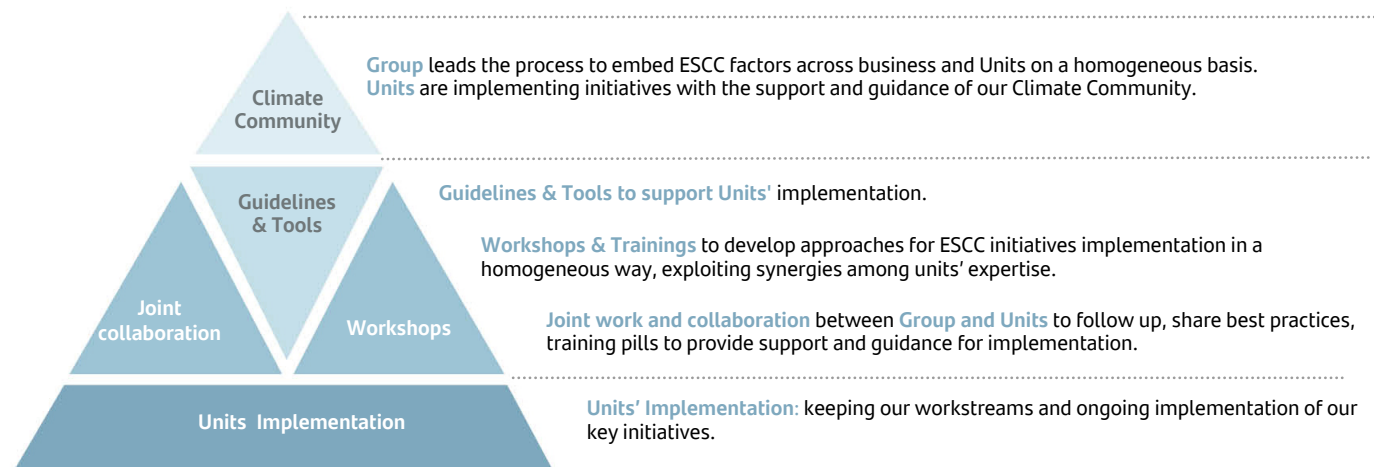 Climate
Community
Group leads the process to embed ESCC factors across business and Units on a homogeneous basis.
Units are implementing initiatives with the support and guidance of our Climate Community.
Guidelines
& Tools
Guidelines & Tools to support Units' implementation.
Workshops & Trainings to develop approaches for ESCC initiatives implementation in a
homogeneous way, exploiting synergies among units’ expertise.
Joint
collaboration
Workshops
Joint work and collaboration between Group and Units to follow up, share best practices,
training pills to provide support and guidance for implementation.
Units Implementation
Units’ Implementation: keeping our workstreams and ongoing implementation of our
key initiatives.